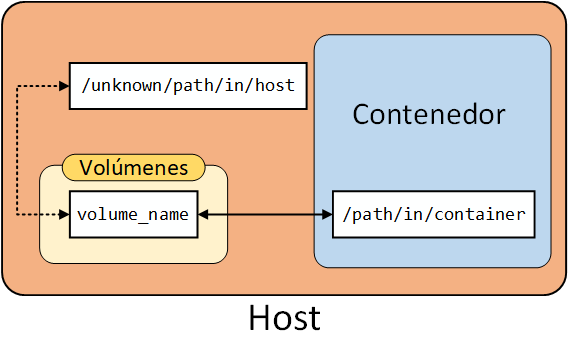 /unknown/path/in/host
Contenedor
Volúmenes
volume_name
/path/in/container
Host